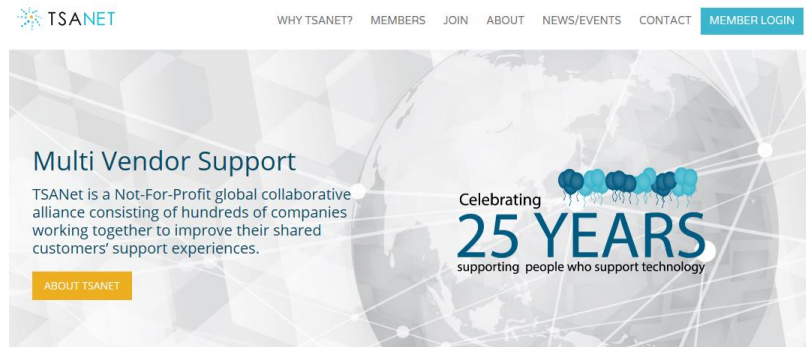 TSANET
WHY TSANET? MEMBERS JOIN ABOUT NEWS/EVENTS CONTACT MEMBER LOGIN
Multi Vendor Support
TSANet is a Not-For-Profit global collaborative
alliance consisting of hundreds of companies
working together to improve their shared
customers' support experiences.
ABOUT TSANET
Celebrating
25 YEARS
supporting people who support technology